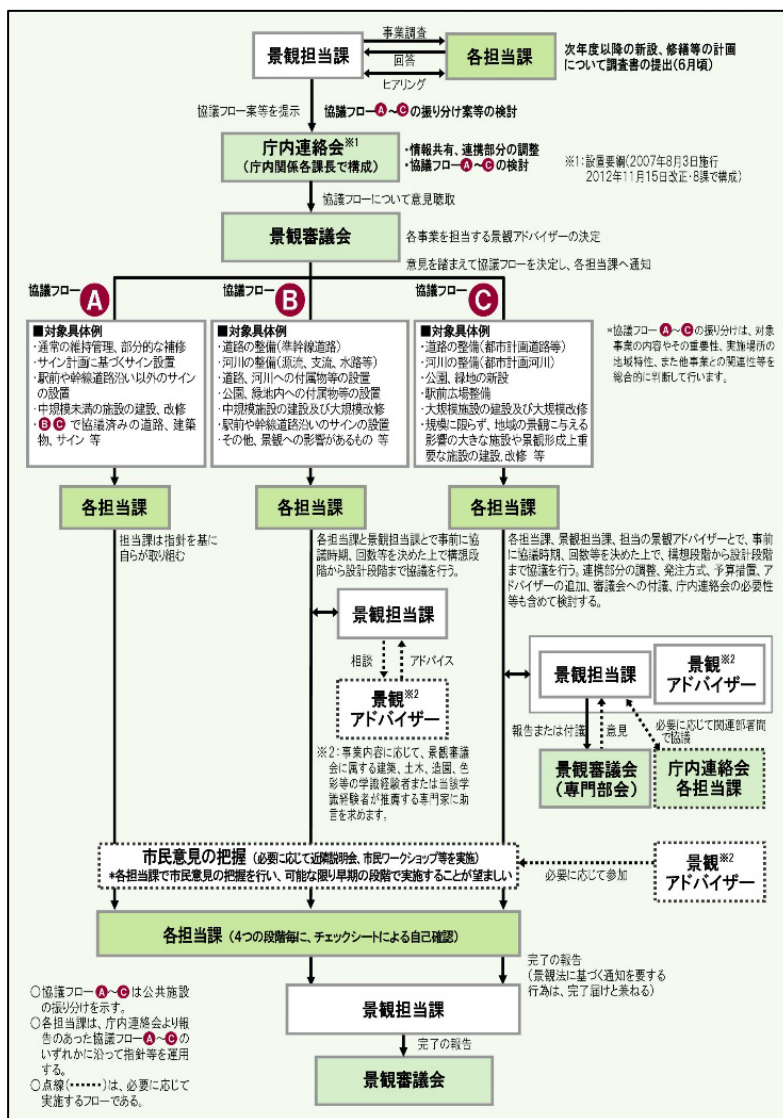 事業調査
景観担当課
回答
各担当課
ヒアリング
次年度以降の新設、修繕等の計画
について調査書の提出(6月頃)
協議フロー案等を提示
協議フローA～Cの振り分け案等の検討
庁内連絡会※1
(庁内関係各課長で構成)
・情報共有、連携部分の調整
・協議フローA～Cの検討
※1:設置要綱(2007年8月3日施行
2012年11月15日改正・8課で構成)
協議フローについて意見聴取
景観審議会
各事業を担当する景観アドバイザーの決定
意見を踏まえて協議フローを決定し、各担当課へ通知
協議フローA
■対象具体例
・通常の維持管理、部分的な補修
・サイン計画に基づくサイン設置
・駅前や幹線道路沿い以外のサイン
の設置
・中規模未満の施設の建設、改修
・BCで協議済みの道路、建築
物、サイン 等
協議フローB
■対象具体例
・道路の整備(準幹線道路)
・河川の整備(源流、支流、水路等)
・道路、河川への付属物等の設置
・公園、緑地内への付属物等の設置
・中規模施設の建設及び大規模改修
・駅前や幹線道路沿いのサインの設置
・その他、景観への影響があるもの 等
協議フローC
■対象具体例
・道路の整備(都市計画道路等)
・河川の整備(都市計画河川)
・公園、緑地の新設
・駅前広場整備
・大規模施設の建設及び大規模改修
・規模に限らず、地域の景観に与える
影響の大きな施設や景観形成上重
要な施設の建設、改修 等
*協議フローA～Cの振り分けは、対象
事業の内容やその重要性、実施場所の
地域特性、また他事業との関連性等を
総合的に判断して行います。
各担当課
担当課は指針を基に
自らが取り組む
各担当課
各担当課と景観担当課とで事前に協
議時期、回数等を決めた上で構想段
階から設計段階まで協議を行う。
各担当課
各担当課、景観担当課、担当の景観アドバイザーとで、事前
に協議時期、回数等を決めた上で、構想段階から設計段階
まで協議を行う。連携部分の調整、発注方式、予算措置、ア
ドバイザーの追加、審議会への付議、庁内連絡会の必要性
等も含めて検討する。
景観担当課
相談
アドバイス
景観※2
アドバイザー
※2:事業内容に応じて、景観審議
会に属する建築、土木、造園、色
彩等の学識経験者または当該学
識経験者が推薦する専門家に助
言を求めます。
景観担当課
景観※2
アドバイザー
報告または付議
意見
必要に応じて関連部署間
で協議
景観審議会
(専門部会)
庁内連絡会
各担当課
市民意見の把握 (必要に応じて近隣説明会、市民ワークショップ等を実施)
*各担当課で市民意見の把握を行い、可能な限り早期の段階で実施することが望ましい
必要に応じて参加
景観※2
アドバイザー
各担当課 (4つの段階毎に、チェックシートによる自己確認)
完了の報告
(景観法に基づく通知を要する
行為は、完了届けと兼ねる)
景観担当課
完了の報告
景観審議会
○協議フローA～Cは公共施設
の振り分けを示す。
○各担当課は、庁内連絡会より報
告のあった協議フローA～Cの
いずれかに沿って指針等を運用
する。
○点線(‥‥‥)は、必要に応じて
実施するフローである。